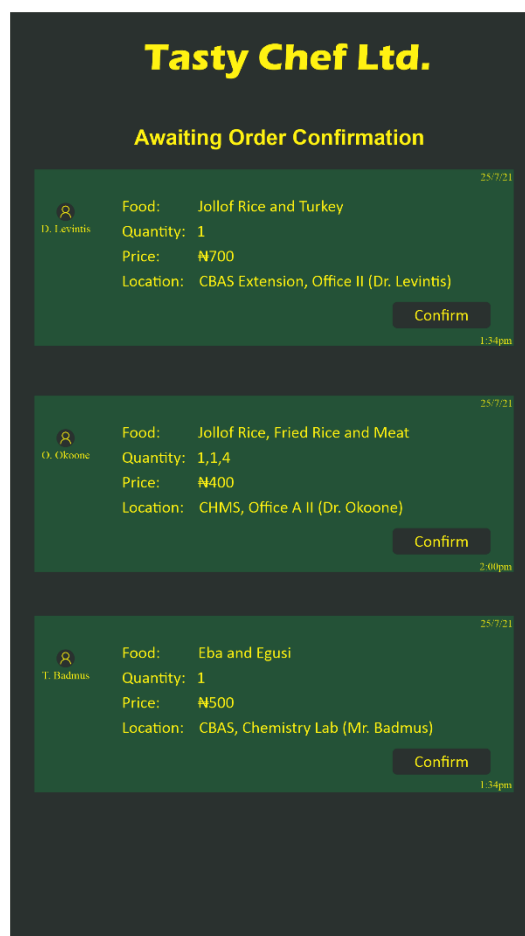 Tasty Chef Ltd.
Awaiting Order Confirmation
25/7/21
D. Levintis
Food: Jollof Rice and Turkey
Quantity: 1
Price: ₦700
Location: CBAS Extension, Office II (Dr. Levintis)
Confirm
1:34pm
25/7/21
O. Okoone
Food: Jollof Rice, Fried Rice and Meat
Quantity: 1,1,4
Price: ₦400
Location: CHMS, Office A II (Dr. Okoone)
Confirm
2:00pm
25/7/21
T. Badmus
Food: Eba and Egusi
Quantity: 1
Price: ₦500
Location: CBAS, Chemistry Lab (Mr. Badmus)
Confirm
1:34pm